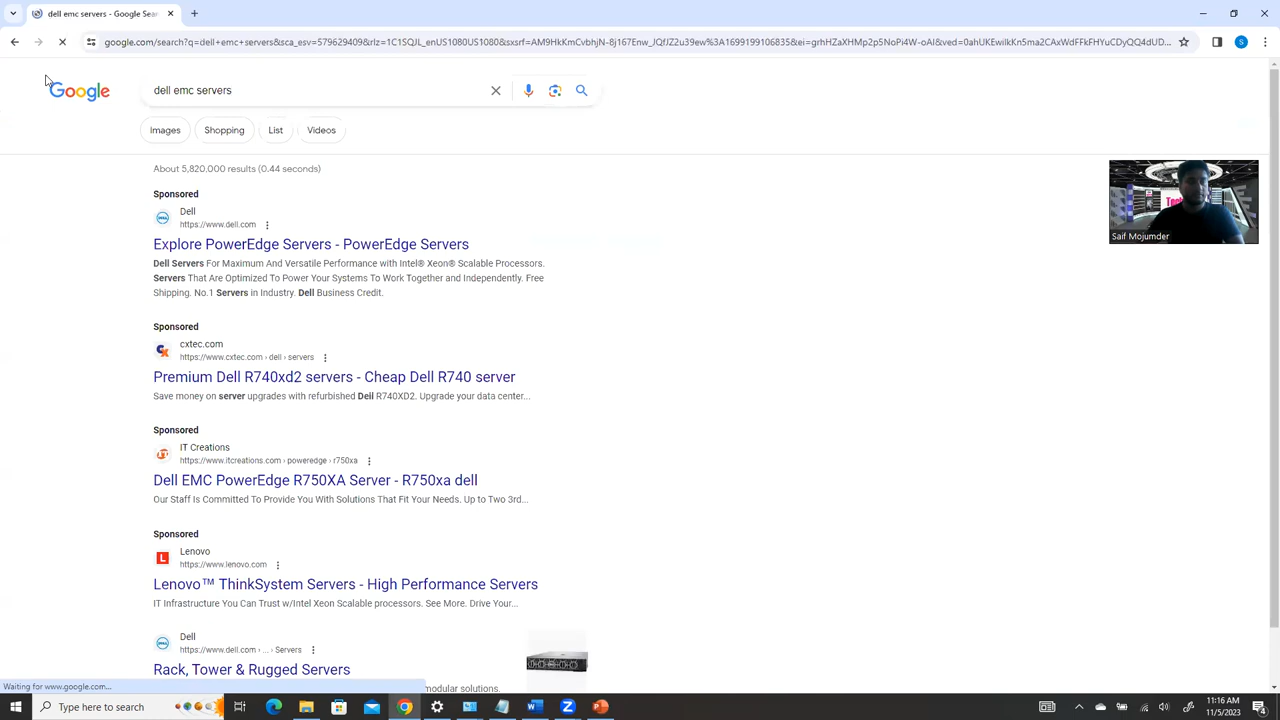 dell emc servers - Google Sear
google.com/search?q=dell+emc+servers&sca_esv=579629409&rlz=1C1SQJL_enUS1080US1080&sxsrf=AM9HkKmCvbhjN-8j167Enw_JQfJZ2u39ew%3A1699199106835&ei=grhHZaXHMp2p5NoPi4W-oAI&ved=0ahUKEwilkKn5ma2CAxWdFFkFHYuCDyQQ4dUD...
Google
dell emc servers
Images
Shopping
List
Videos
About 5,820,000 results (0.44 seconds)
Sponsored
Dell
https://www.dell.com
Explore PowerEdge Servers - PowerEdge Servers
Dell Servers For Maximum And Versatile Performance with Intel® Xeon® Scalable Processors.
Servers That Are Optimized To Power Your Systems To Work Together and Independently. Free
Shipping. No.1 Servers in Industry. Dell Business Credit.
Sponsored
cxtec.com
https://www.cxtec.com › dell › servers
Premium Dell R740xd2 servers - Cheap Dell R740 server
Save money on server upgrades with refurbished Dell R740XD2. Upgrade your data center...
Sponsored
IT Creations
https://www.itcreations.com › poweredge › r750xa
Dell EMC PowerEdge R750XA Server - R750xa dell
Our Staff Is Committed To Provide You With Solutions That Fit Your Needs. Up to Two 3rd...
Sponsored
Lenovo
https://www.lenovo.com
Lenovo™ ThinkSystem Servers - High Performance Servers
IT Infrastructure You Can Trust w/Intel Xeon Scalable processors. See More. Drive Your...
Dell
https://www.dell.com › ... › Servers
Rack, Tower & Rugged Servers
modular solutions.
Saif Mojumder
Waiting for www.google.com...
Type here to search
11:16 AM
11/5/2023